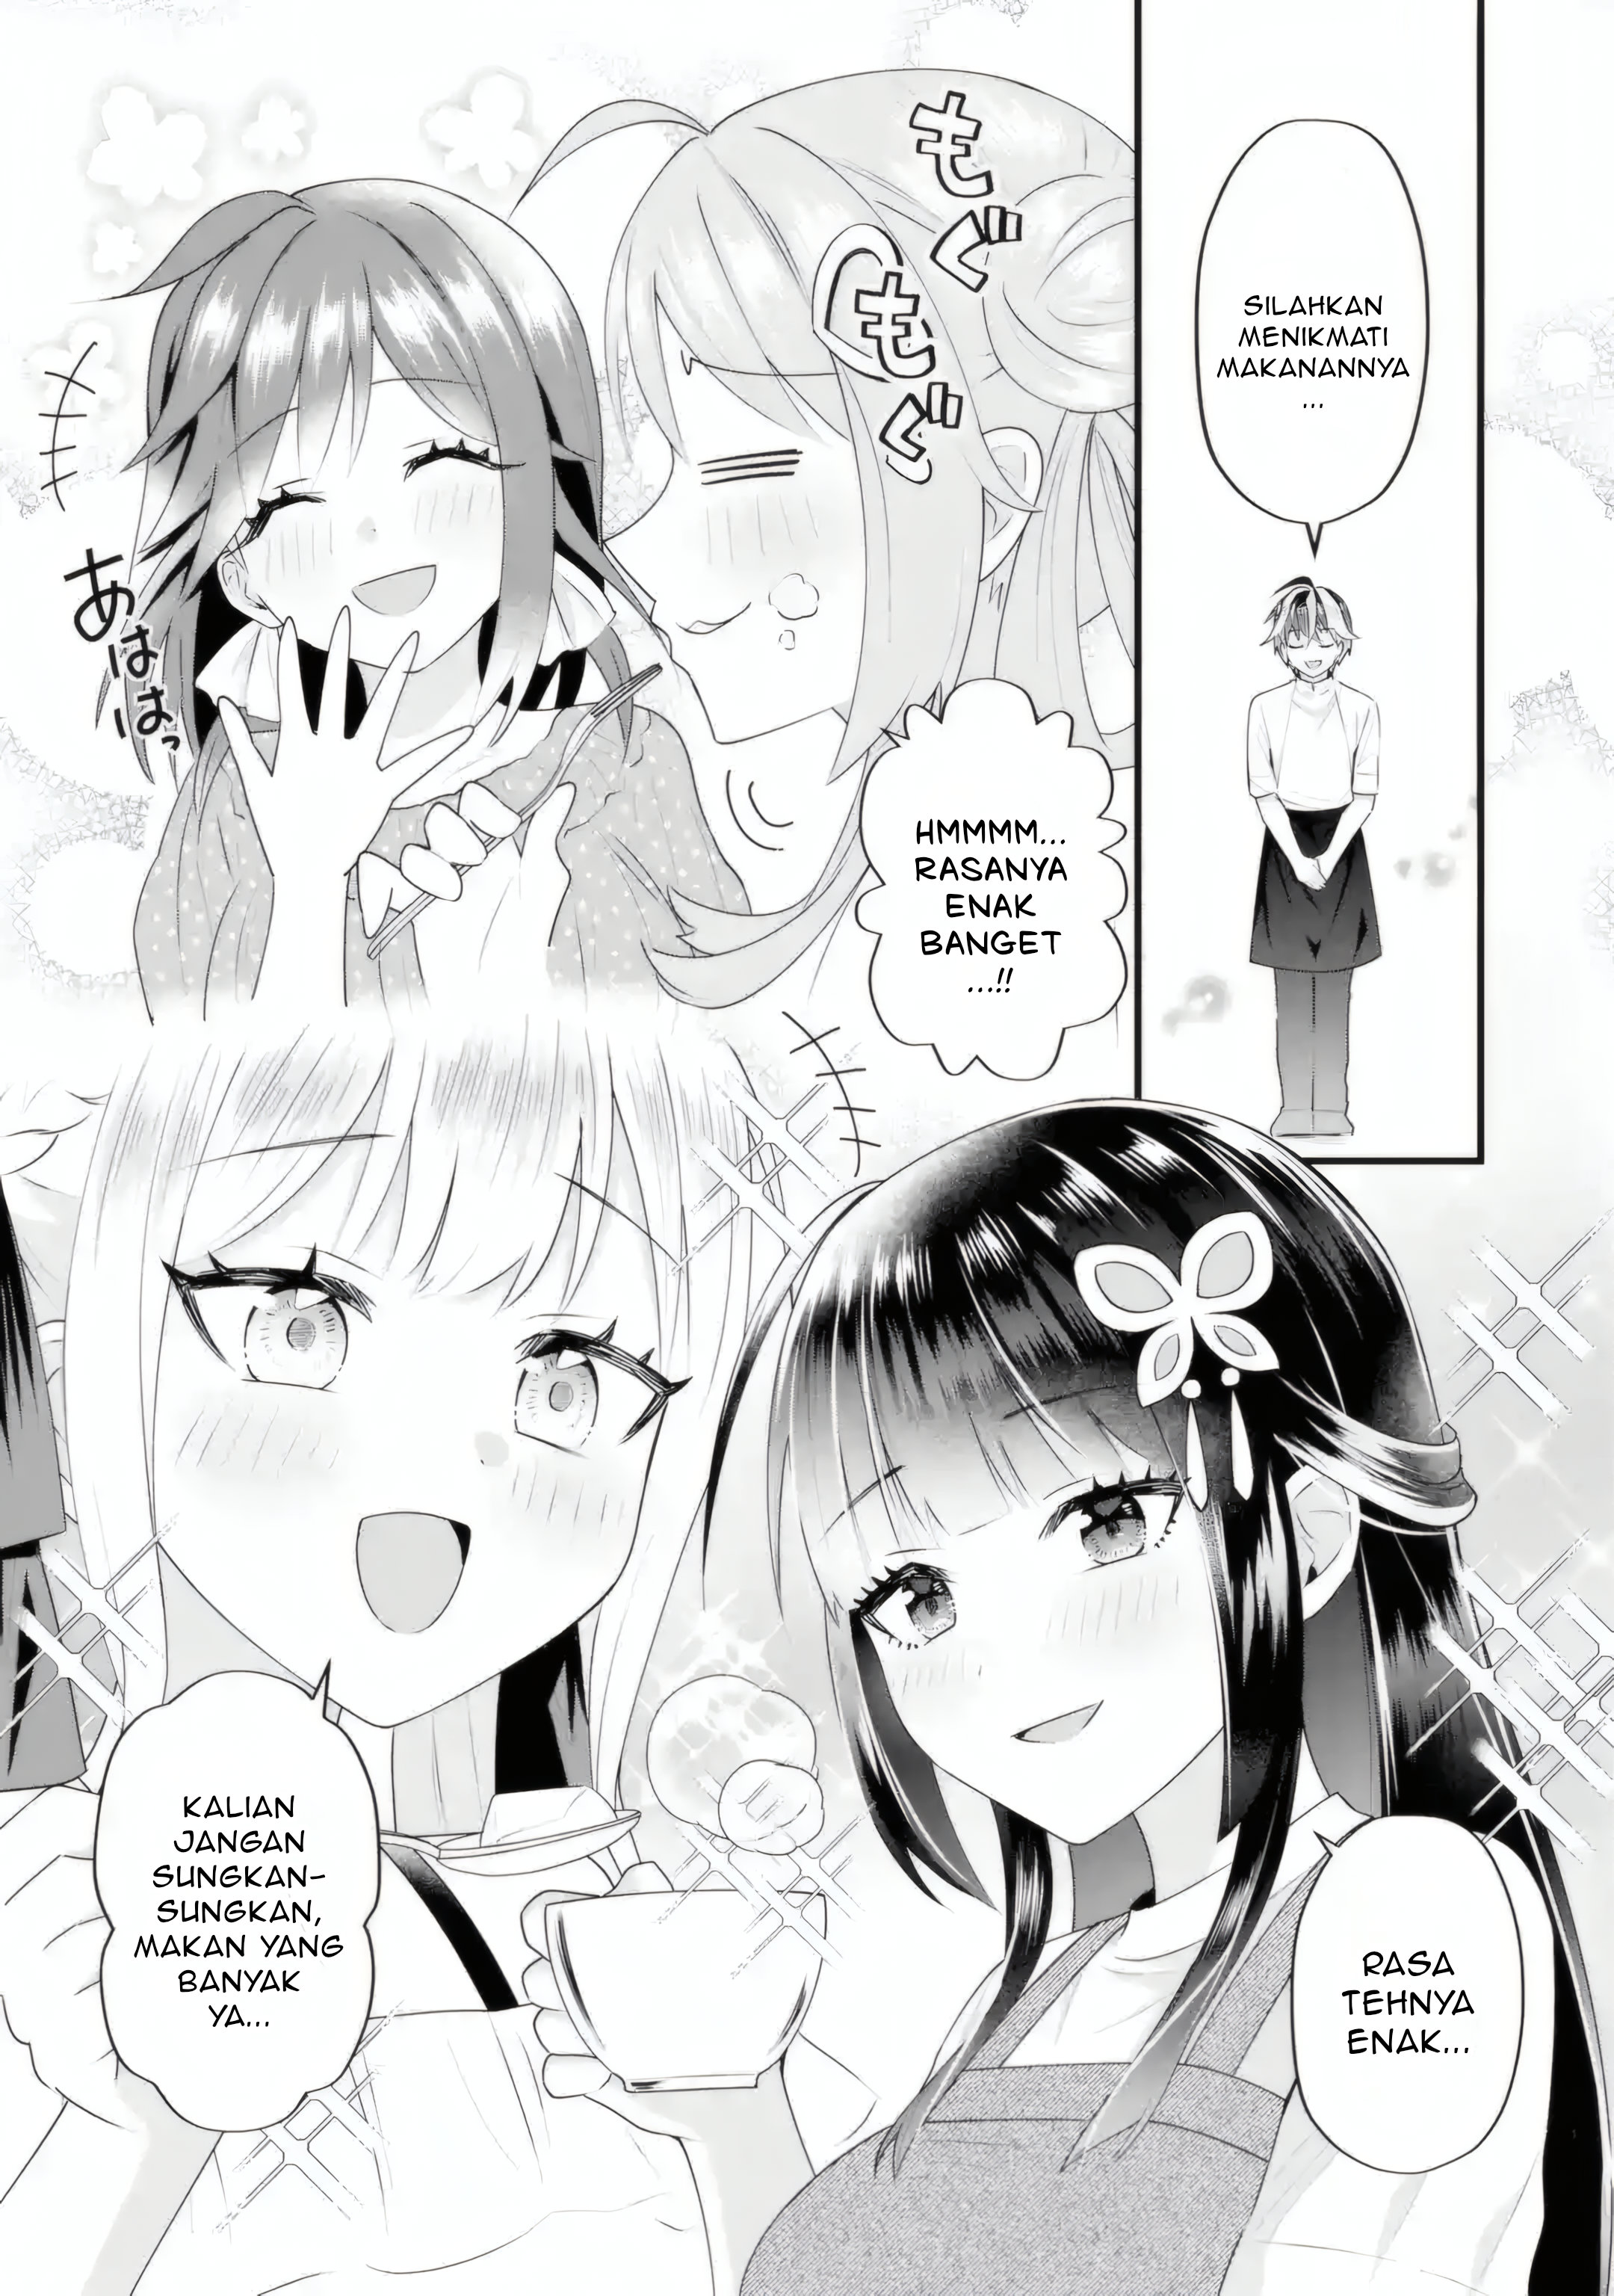 SILAHKAN
MENIKMATI
MAKANANNYA
...
もぐ
もぐ
HMMMM...
RASANYA
ENAK
BANGET
...!!
あははっ
RASA
TEHNYA
ENAK...
KALIAN
JANGAN
SUNGKAN-
SUNGKAN,
MAKAN YANG
BANYAK
YA...